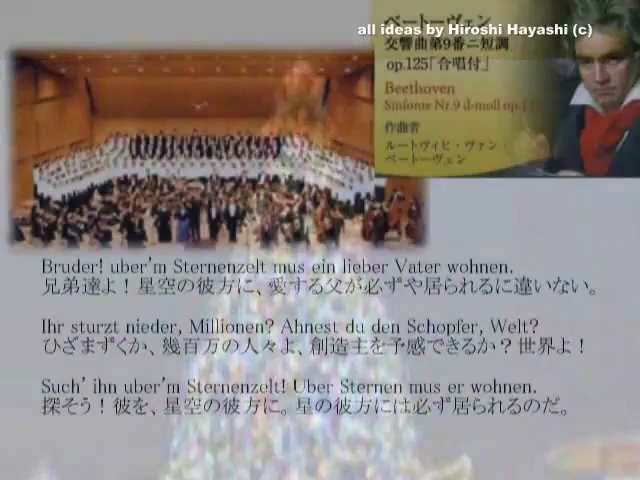 all ideas by Hiroshi Hayashi (c)
ベートーヴェン
交響曲第9番ニ短調
op.125「合唱付」
Beethoven
Sinfonie Nr.9 d-moll op.1
作曲者
ルートヴィヒ・ヴァン・
ベートーヴェン
Bruder! uber'm Sternenzelt mus ein lieber Vater wohnen.
兄弟達よ！星空の彼方に、愛する父が必ずや居られるに違いない。
Ihr sturzt nieder, Millionen? Ahnest du den Schopfer, Welt?
ひざまずくか、幾百万の人々よ、創造主を予感できるか？世界よ！
Such' ihn uber'm Sternenzelt! Uber Sternen mus er wohnen.
探そう！彼を、星空の彼方に。星の彼方には必ず居られるのだ。